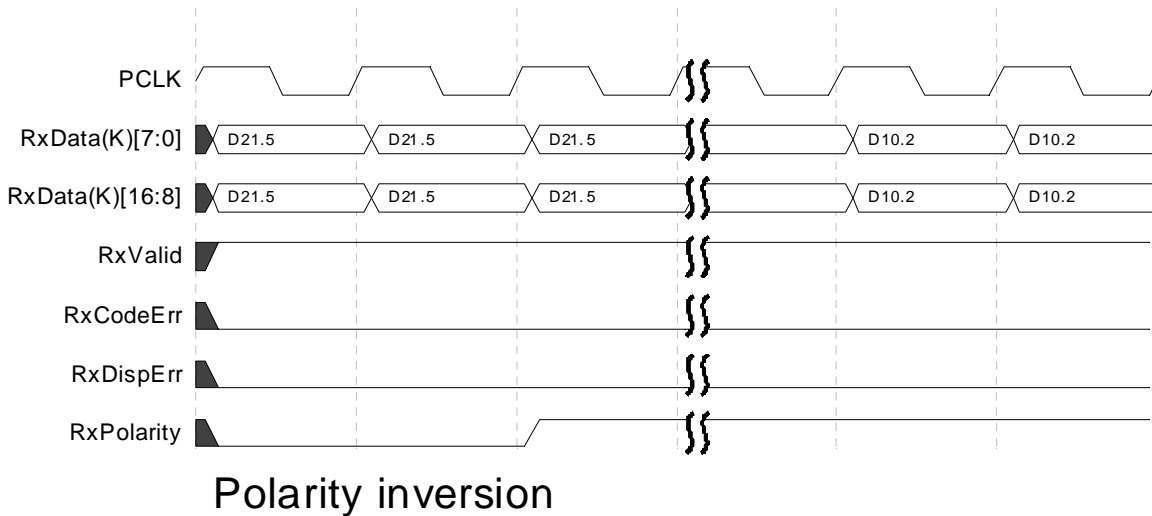 PCLK
RxData(K)[7:0] D21.5 D21.5 D21.5 D10.2 D10.2
RxData(K)[16:8] D21.5 D21.5 D21.5 D10.2 D10.2
RxValid
RxCodeErr
RxDispErr
RxPolarity
Polarity inversion